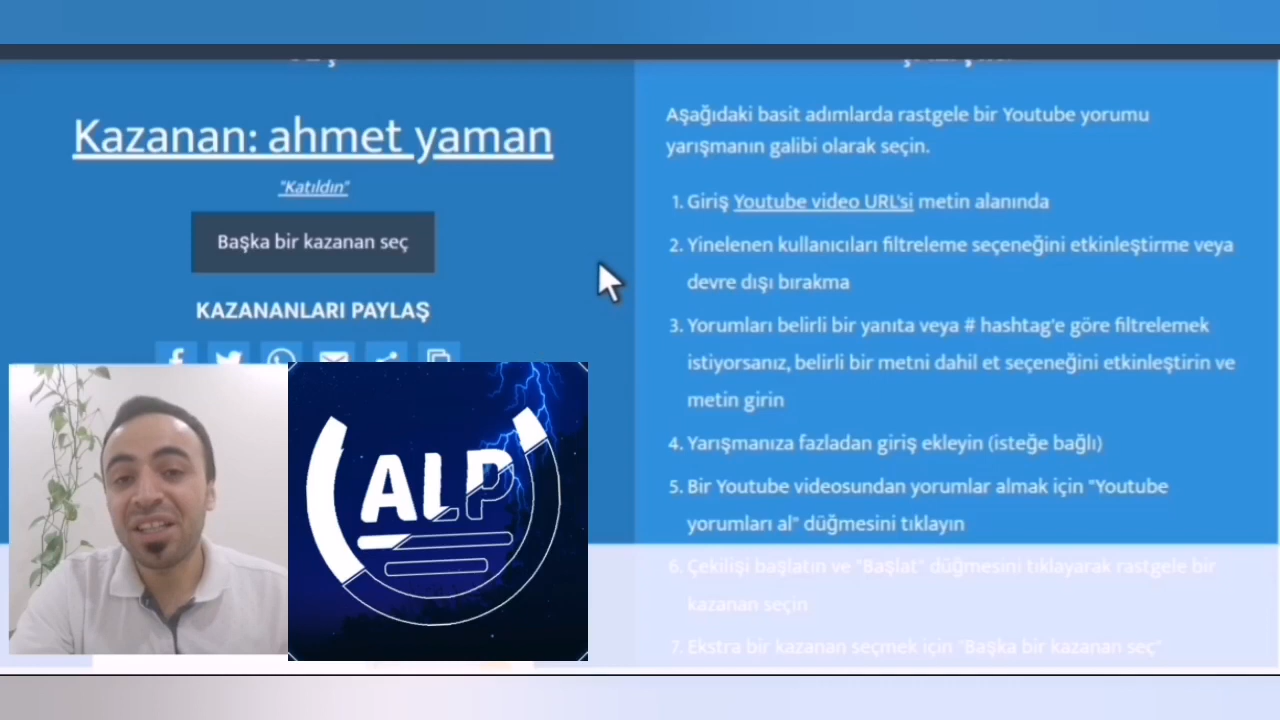 Kazanan: ahmet yaman
"Katıldın"
Başka bir kazanan seç
KAZANANLARI PAYLAŞ
ALP
Aşağıdaki basit adımlarda rastgele bir Youtube yorumu
yarışmanın galibi olarak seçin.
1. Giriş Youtube video URL'si metin alanında
2. Yinelenen kullanıcıları filtreleme seçeneğini etkinleştirme veya
devre dışı bırakma
3. Yorumları belirli bir yanıta veya # hashtag'e göre filtrelemek
istiyorsanız, belirli bir metni dahil et seçeneğini etkinleştirin ve
metin girin
4. Yarışmanıza fazladan giriş ekleyin (isteğe bağlı)
5. Bir Youtube videosundan yorumlar almak için "Youtube
yorumları al" düğmesini tıklayın
6. Çekilişi başlatın ve "Başlat" düğmesini tıklayarak rastgele bir
kazanan seçin
7. Ekstra bir kazanan seçmek için "Başka bir kazanan seç"